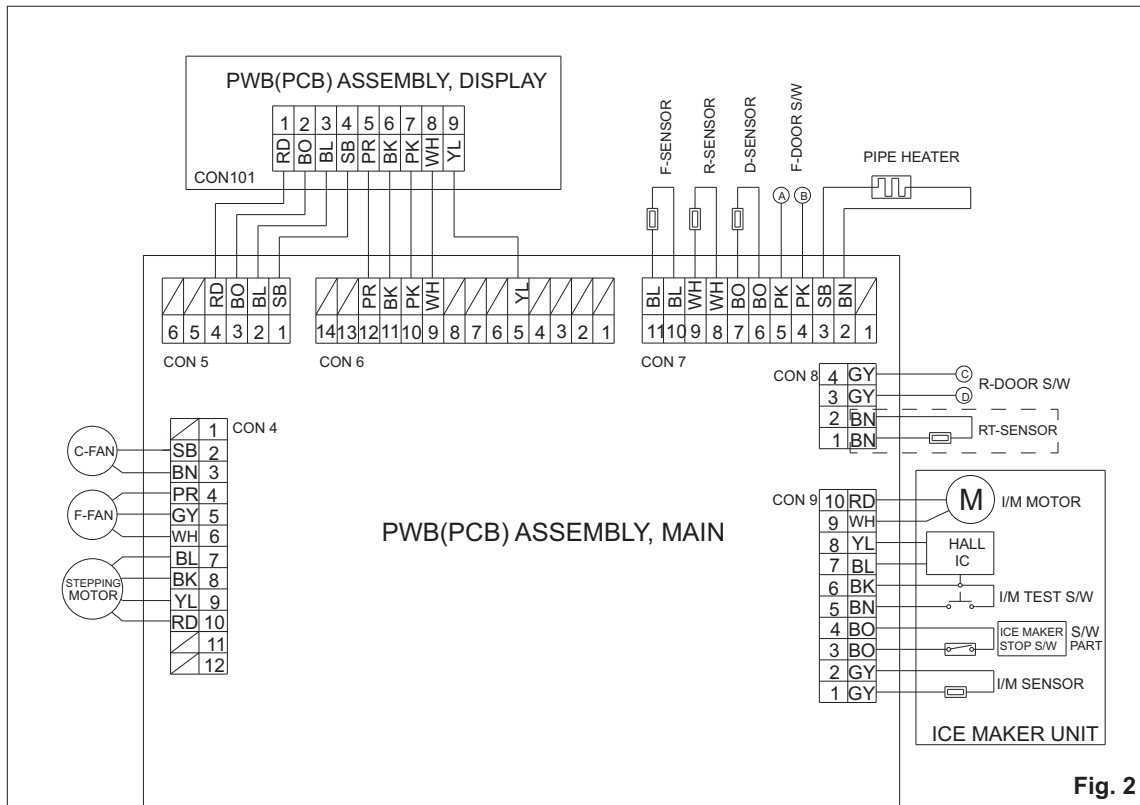 PWB(PCB) ASSEMBLY, DISPLAY
1 2 3 4 5 6 7 8 9
RD BO BL SB PR BK PK WH YL
CON101
F-SENSOR
R-SENSOR
D-SENSOR
F-DOOR S/W
A B
PIPE HEATER
RD BO BL SB
6 5 4 3 2 1
CON 5
PR BK PK WH YL
14 13 12 11 10 9 8 7 6 5 4 3 2 1
CON 6
BL BL WH WH BO BO PK PK SB BN
11 10 9 8 7 6 5 4 3 2 1
CON 7
CON 8
4 GY C
3 GY D
R-DOOR S/W
2 BN
1 BN
RT-SENSOR
CON 4
1
SB 2
BN 3
PR 4
GY 5
WH 6
BL 7
BK 8
YL 9
RD 10
11
12
C-FAN
F-FAN
STEPPING
MOTOR
PWB(PCB) ASSEMBLY, MAIN
CON 9
10 RD
9 WH
8 YL
7 BL
6 BK
5 BN
4 BO
3 BO
2 GY
1 GY
M
I/M MOTOR
HALL
IC
I/M TEST S/W
ICE MAKER
STOP S/W
S/W
PART
I/M SENSOR
ICE MAKER UNIT
Fig. 2